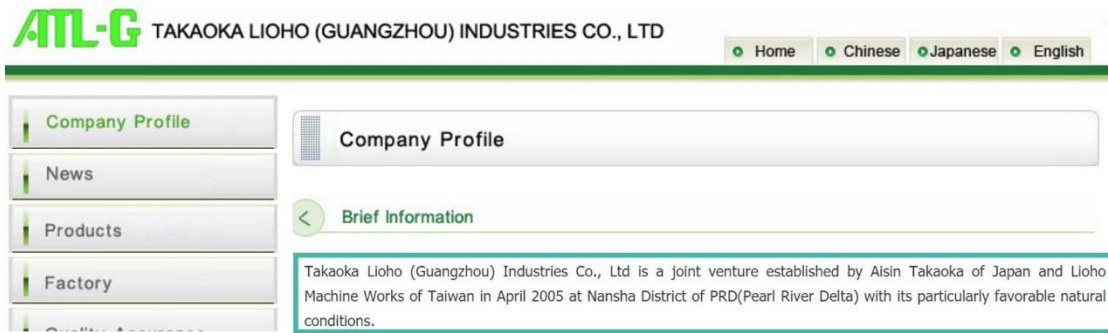 ATL-G TAKAOKA LIOHO (GUANGZHOU) INDUSTRIES CO., LTD
Home Chinese Japanese English
Company Profile
News
Products
Factory
Company Profile
Brief Information
Takaoka Lioho (Guangzhou) Industries Co., Ltd is a joint venture established by Aisin Takaoka of Japan and Lioho
Machine Works of Taiwan in April 2005 at Nansha District of PRD(Pearl River Delta) with its particularly favorable natural
conditions.